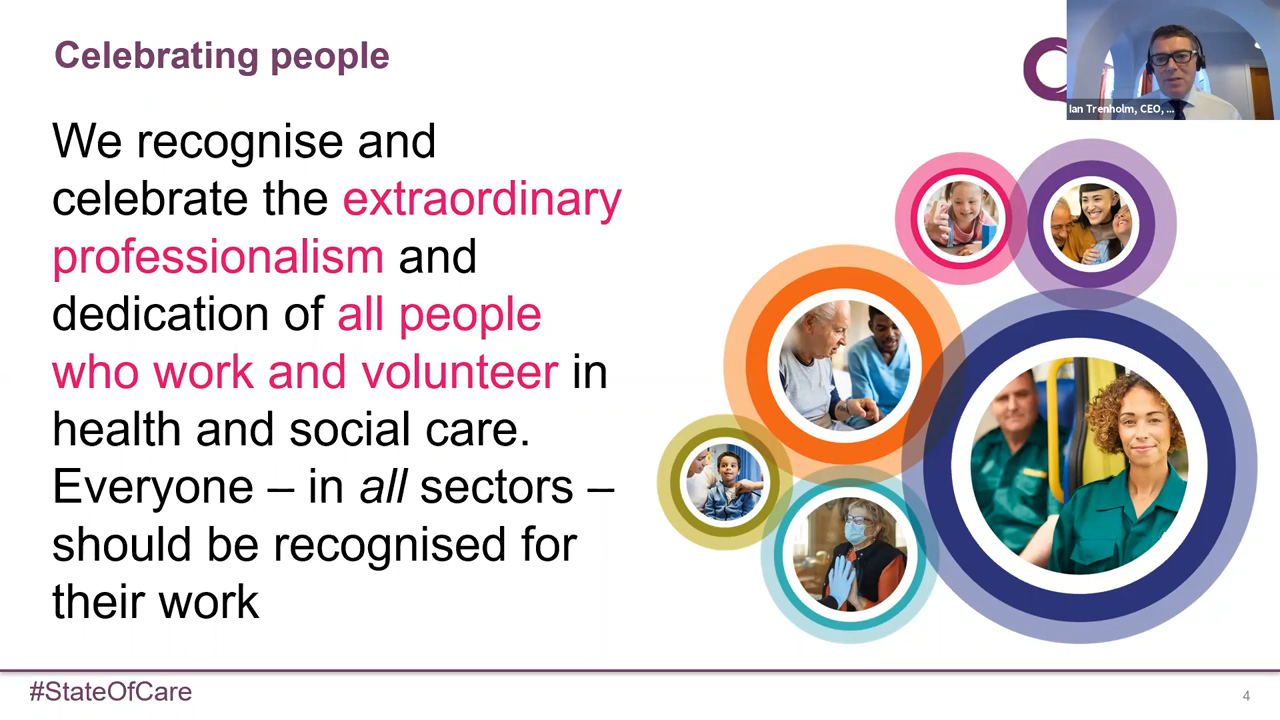 Celebrating people
Ian Trenholm, CEO, ...
We recognise and
celebrate the extraordinary
professionalism and
dedication of all people
who work and volunteer in
health and social care.
Everyone – in all sectors –
should be recognised for
their work
#StateOfCare
4